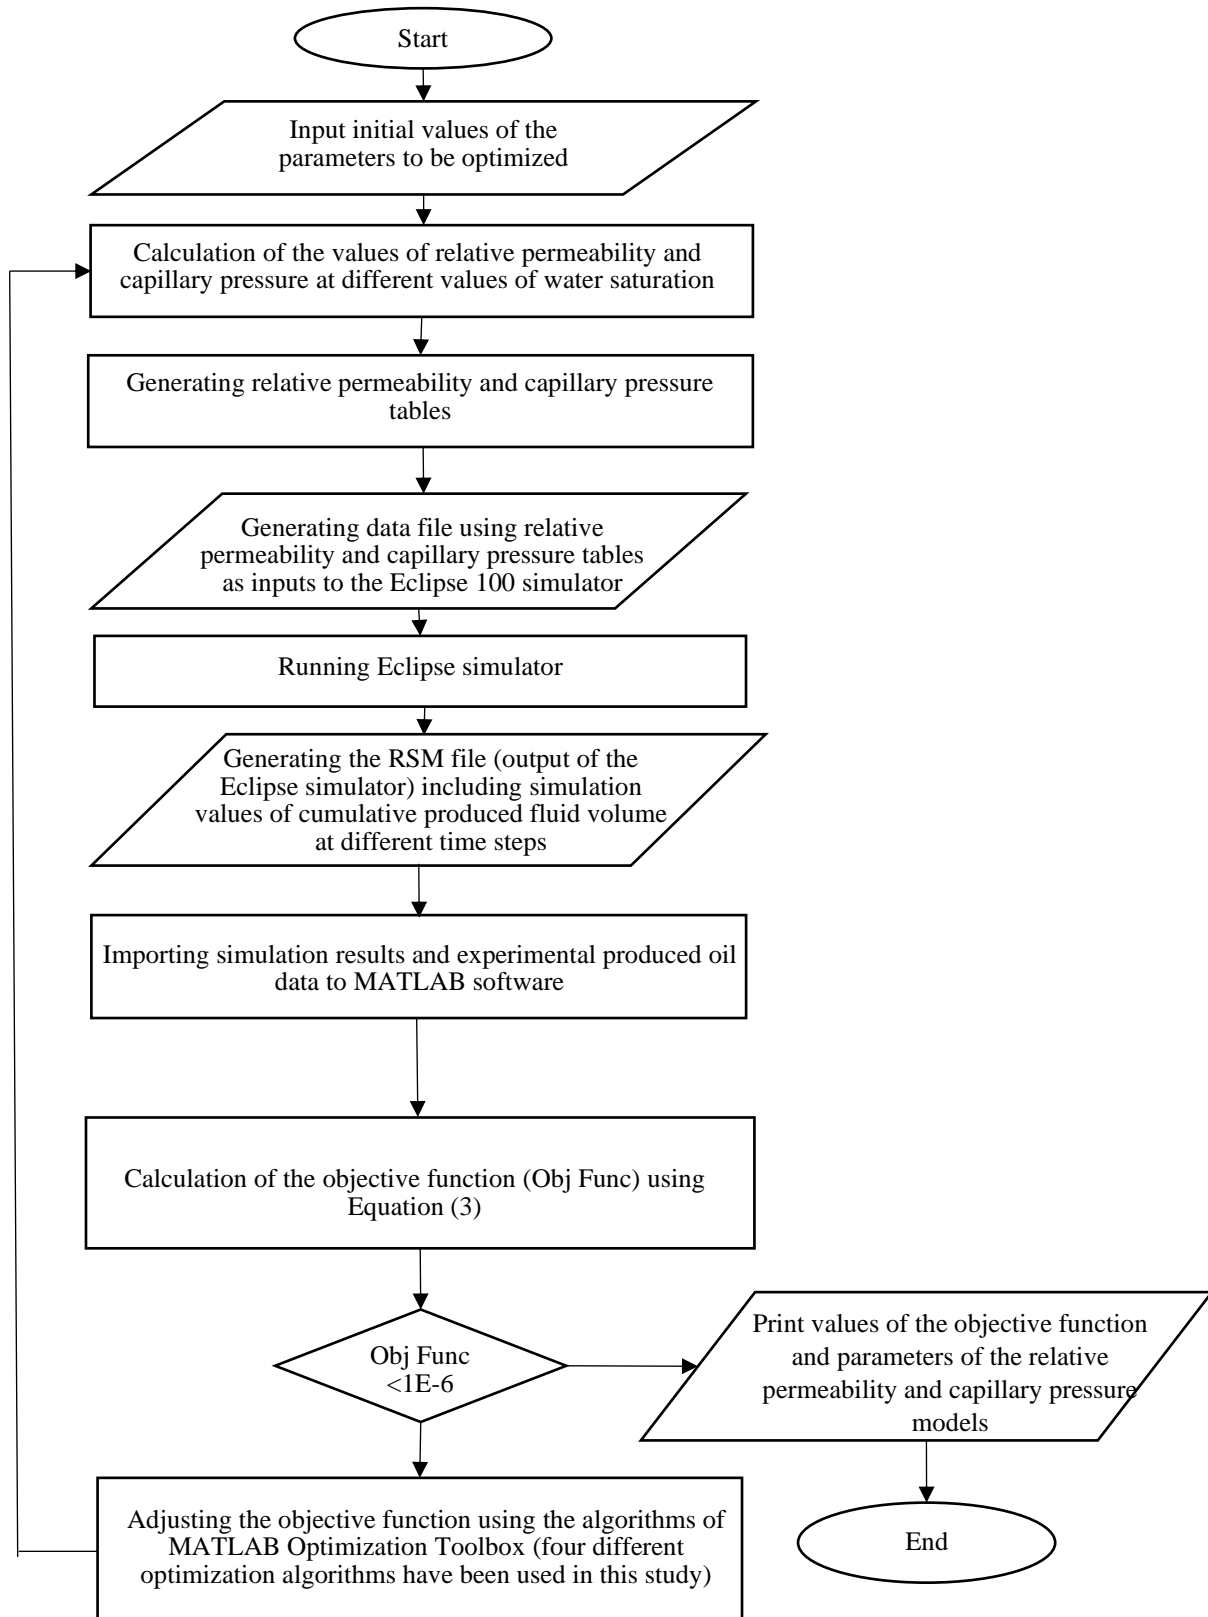 Start
Input initial values of the
parameters to be optimized
Calculation of the values of relative permeability and
capillary pressure at different values of water saturation
Generating relative permeability and capillary pressure
tables
Generating data file using relative
permeability and capillary pressure tables
as inputs to the Eclipse 100 simulator
Running Eclipse simulator
Generating the RSM file (output of the
Eclipse simulator) including simulation
values of cumulative produced fluid volume
at different time steps
Importing simulation results and experimental produced oil
data to MATLAB software
Calculation of the objective function (Obj Func) using
Equation (3)
Obj Func
<1E-6
Print values of the objective function
and parameters of the relative
permeability and capillary pressure
models
Adjusting the objective function using the algorithms of
MATLAB Optimization Toolbox (four different
optimization algorithms have been used in this study)
End